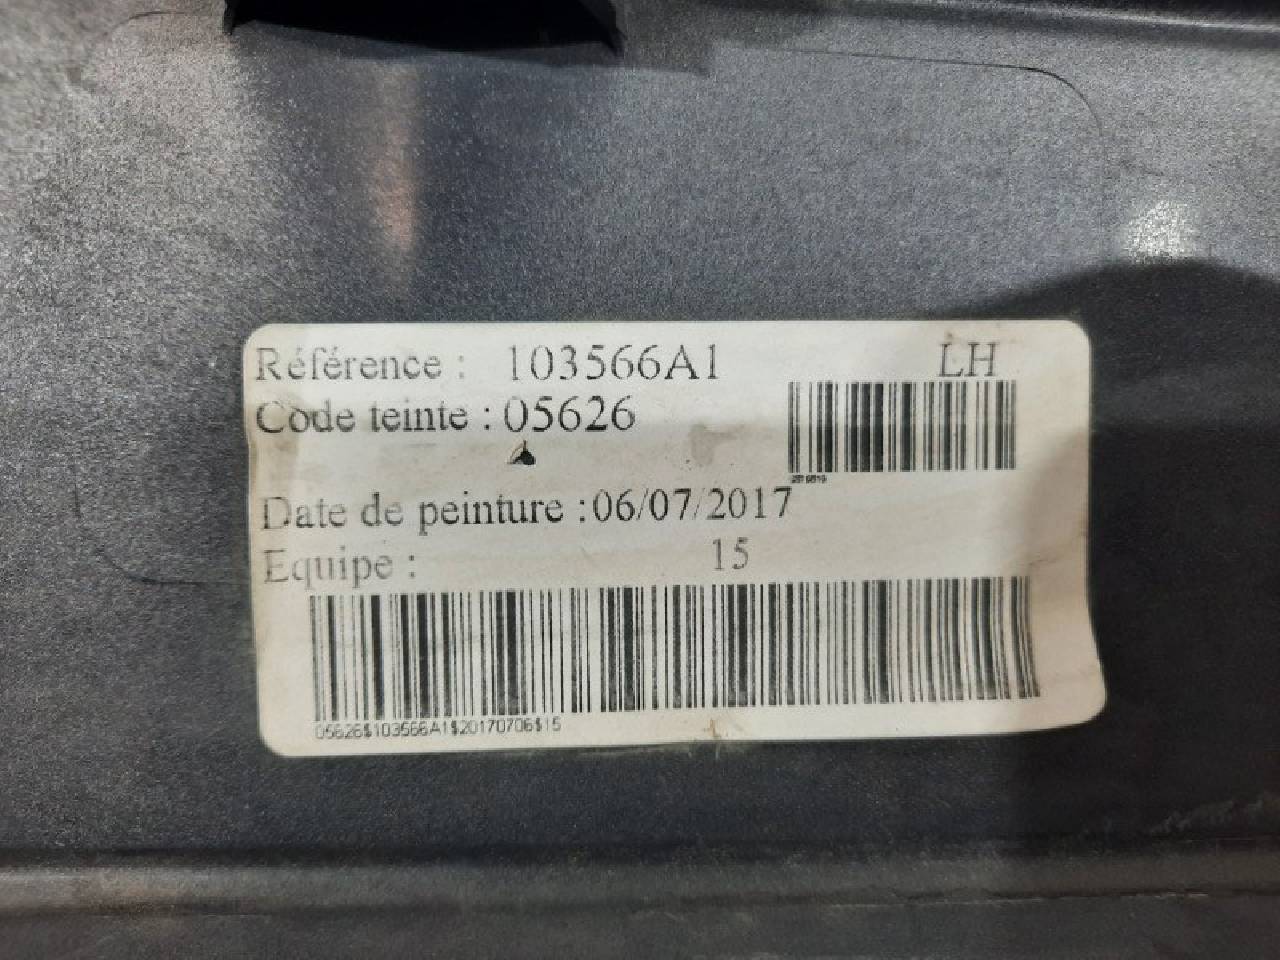 Référence : 103566A1 LH
Code teinte : 05626
Date de peinture : 06/07/2017
Equipe : 15
05626$103566A1$20170706$15